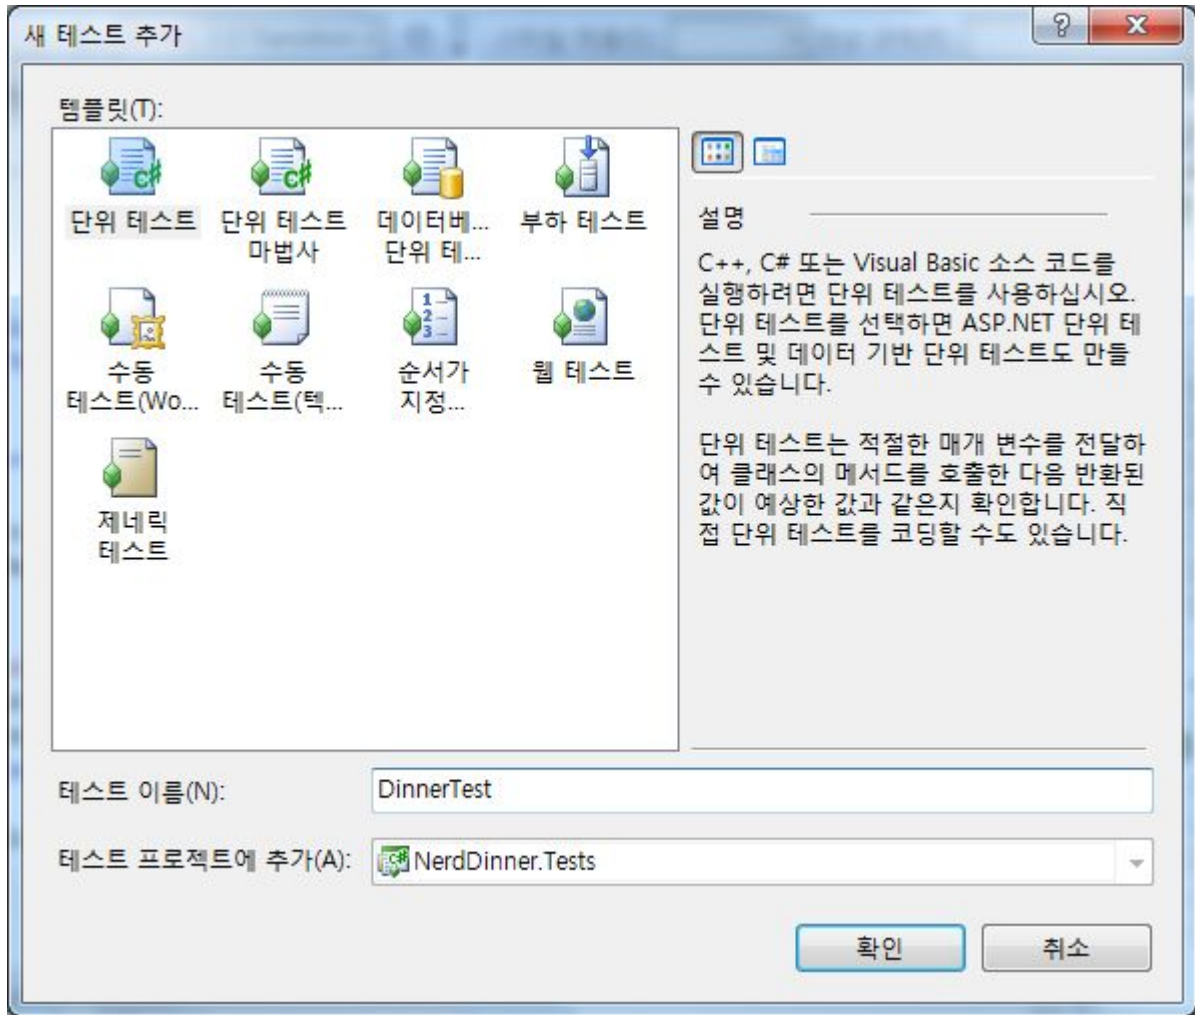 새 테스트 추가
템플릿(T):
단위 테스트
단위 테스트
마법사
데이터베...
단위 테...
부하 테스트
수동
테스트(Wo...
수동
테스트(텍...
순서가
지정...
웹 테스트
제네릭
테스트
설명
C++, C# 또는 Visual Basic 소스 코드를
실행하려면 단위 테스트를 사용하십시오.
단위 테스트를 선택하면 ASP.NET 단위 테
스트 및 데이터 기반 단위 테스트도 만들
수 있습니다.
단위 테스트는 적절한 매개 변수를 전달하
여 클래스의 메서드를 호출한 다음 반환된
값이 예상한 값과 같은지 확인합니다. 직
접 단위 테스트를 코딩할 수도 있습니다.
테스트 이름(N):
DinnerTest
테스트 프로젝트에 추가(A):
NerdDinner.Tests
확인
취소